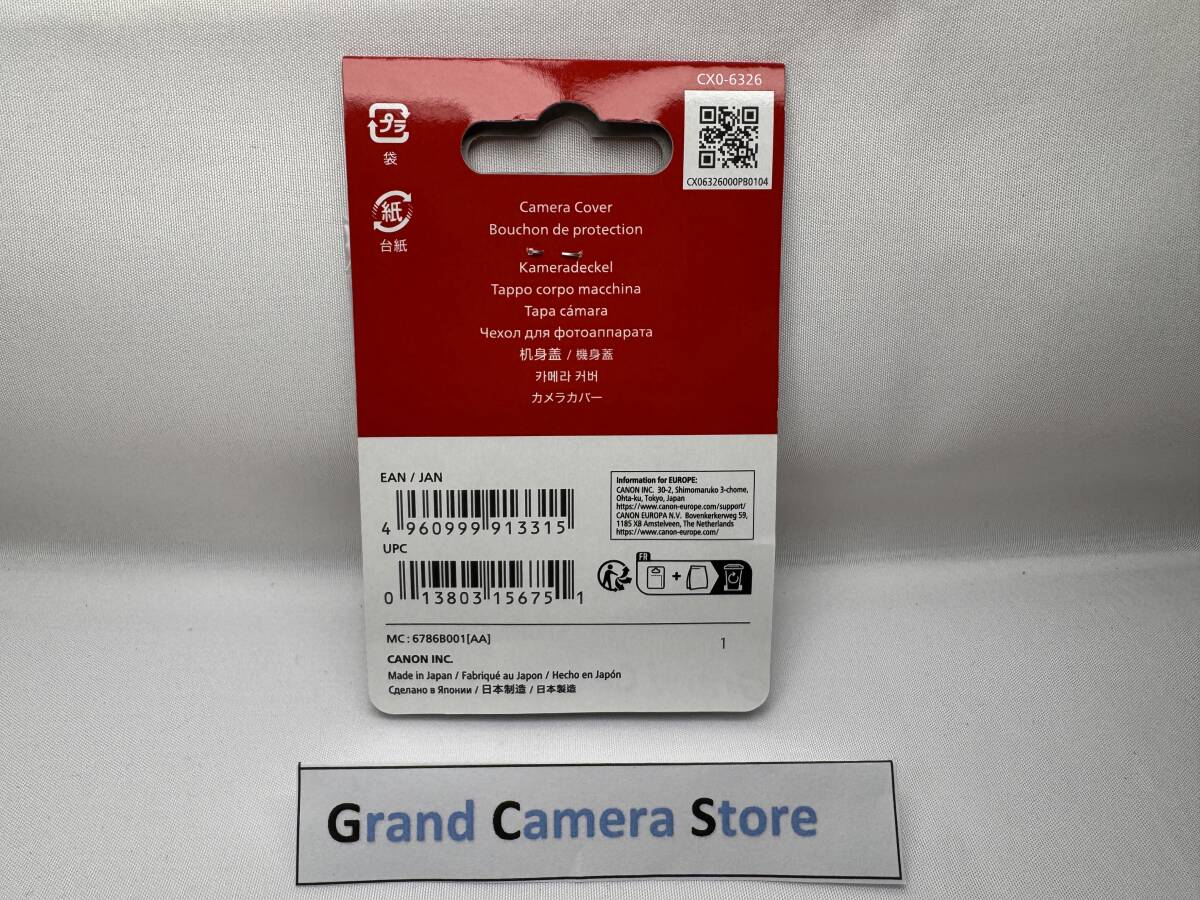 CX0-6326
CX06326000PB0104
プラ
袋
紙
台紙
Camera Cover
Bouchon de protection
Kameradeckel
Tappo corpo macchina
Tapa cámara
Чехол для фотоаппарата
机身盖 / 機身蓋
카메라 커버
カメラカバー
EAN / JAN
4 960999 913315
UPC
0 13803 15675 1
Information for EUROPE:
CANON INC. 30-2, Shimomaruko 3-chome,
Ohta-ku, Tokyo, Japan
https://www.canon-europe.com/support/
CANON EUROPA N.V. Bovenkerkerweg 59,
1185 XB Amstelveen, The Netherlands
https://www.canon-europe.com/
FR
+
MC : 6786B001[AA]
1
CANON INC.
Made in Japan / Fabriqué au Japon / Hecho en Japón
Сделано в Японии / 日本制造 / 日本製造
Grand Camera Store